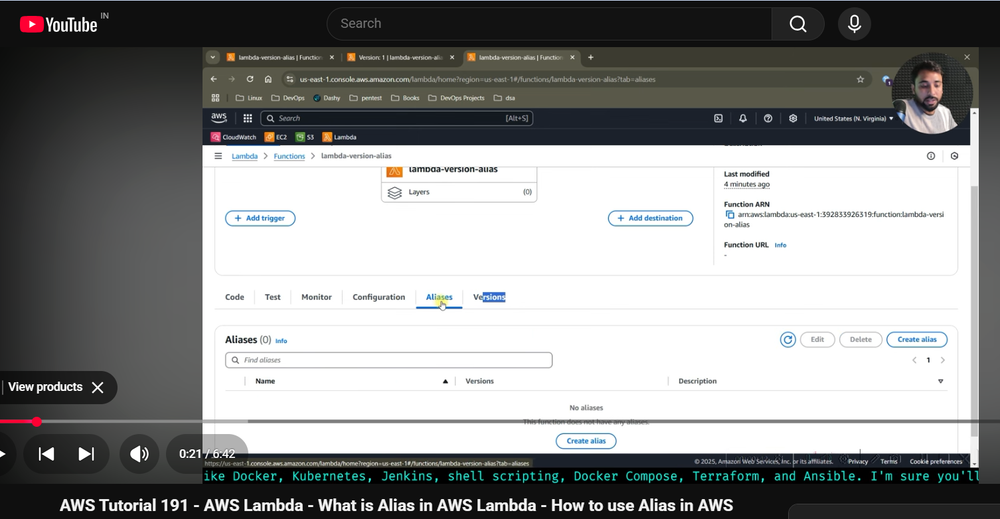 YouTube IN
Search
lambda-version-alias | Function
Version: 1 | lambda-version-alia
lambda-version-alias | Function
us-east-1.console.aws.amazon.com/lambda/home?region=us-east-1#/functions/lambda-version-alias?tab=aliases
1
Linux DevOps Dashy pentest Books DevOps Projects dsa
aws Search [Alt+S] United States (N. Virginia)
CloudWatch EC2 S3 Lambda
Lambda > Functions > lambda-version-alias
lambda-version-alias
Layers (0)
+ Add trigger
+ Add destination
Description
Last modified
4 minutes ago
Function ARN
arn:aws:lambda:us-east-1:392833926319:function:lambda-versi
on-alias
Function URL Info
-
Code Test Monitor Configuration Aliases Versions
Aliases (0) Info Edit Delete Create alias
Find aliases < 1 >
Name Versions Description
No aliases
This function does not have any aliases.
Create alias
View products
0:21 / 6:42
https://us-east-1.console.aws.amazon.com/lambda/home?region=us-east-1#/functions/lambda-version-alias?tab=aliases
© 2025, Amazon Web Services, Inc. or its affiliates. Privacy Terms Cookie preferences
ike Docker, Kubernetes, Jenkins, shell scripting, Docker Compose, Terraform, and Ansible. I'm sure you'll
AWS Tutorial 191 - AWS Lambda - What is Alias in AWS Lambda - How to use Alias in AWS